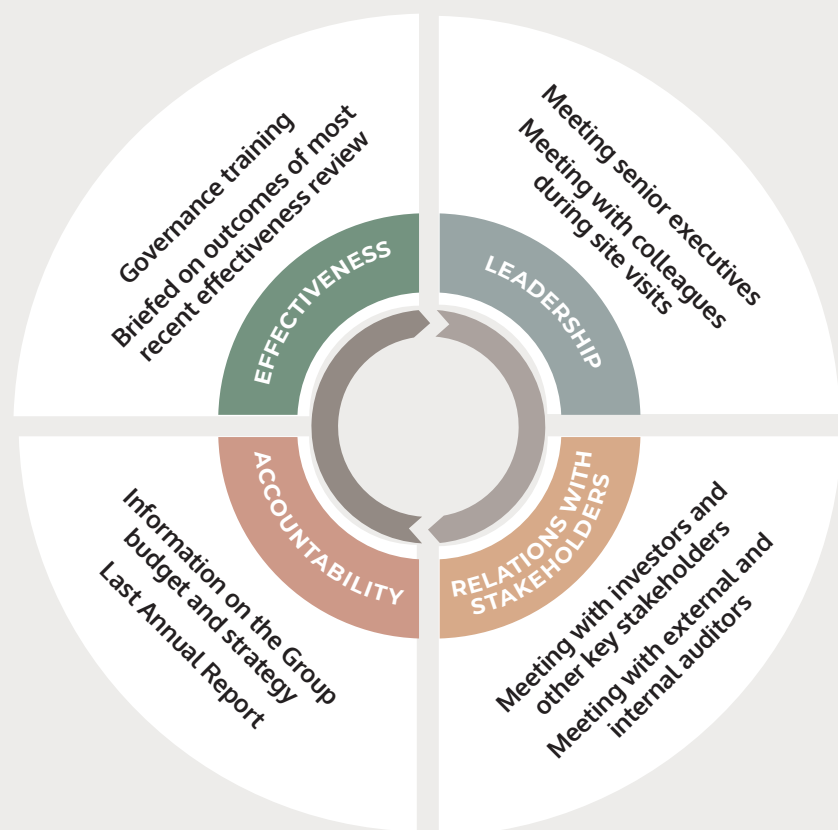 Governance training
Briefed on outcomes of most
recent effectiveness review
EFFECTIVENESS
Meeting senior executives
Meeting with colleagues
during site visits
LEADERSHIP
ACCOUNTABILITY
Information on the Group
budget and strategy
Last Annual Report
RELATIONS WITH
STAKEHOLDERS
Meeting with investors and
other key stakeholders
Meeting with external and
internal auditors